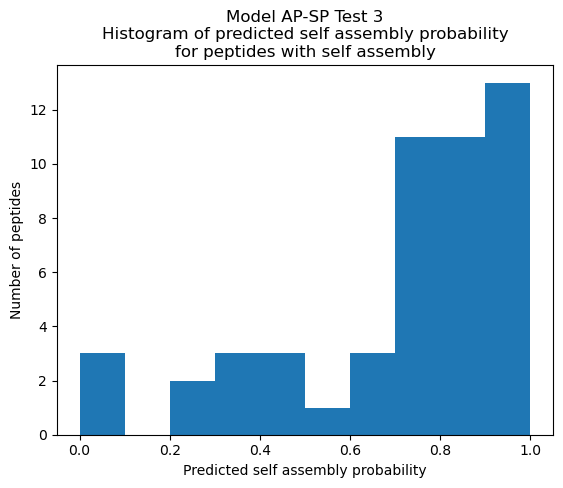 Model AP-SP Test 3
Histogram of predicted self assembly probability
for peptides with self assembly
12
10
8
6
4
2
0
Number of peptides
0.0 0.2 0.4 0.6 0.8 1.0
Predicted self assembly probability